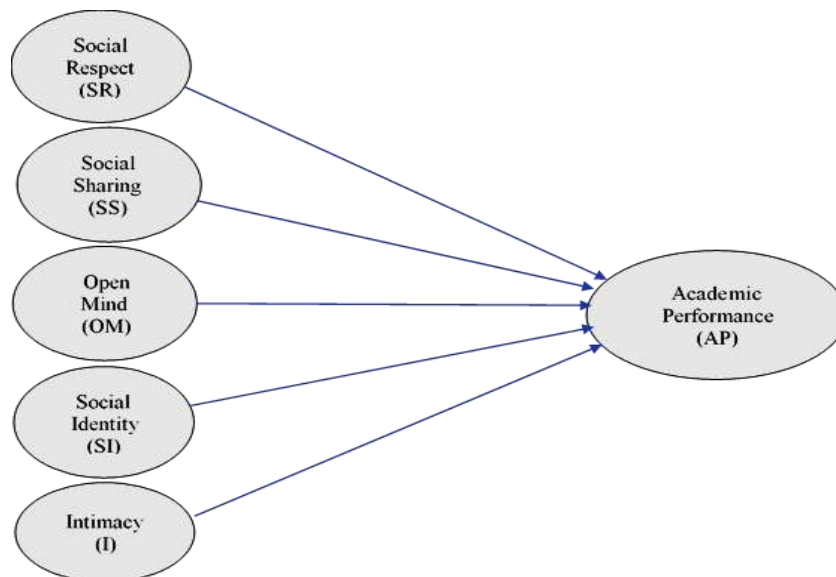 Social
Respect
(SR)
Social
Sharing
(SS)
Open
Mind
(OM)
Social
Identity
(SI)
Intimacy
(I)
Academic
Performance
(AP)